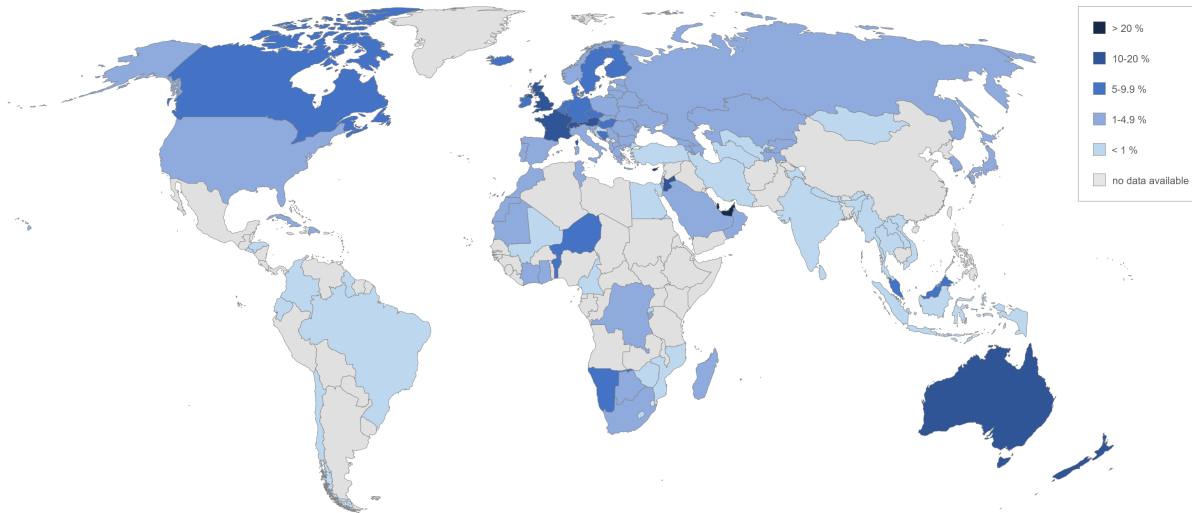 > 20 %
10-20 %
5-9.9 %
1-4.9 %
< 1 %
no data available